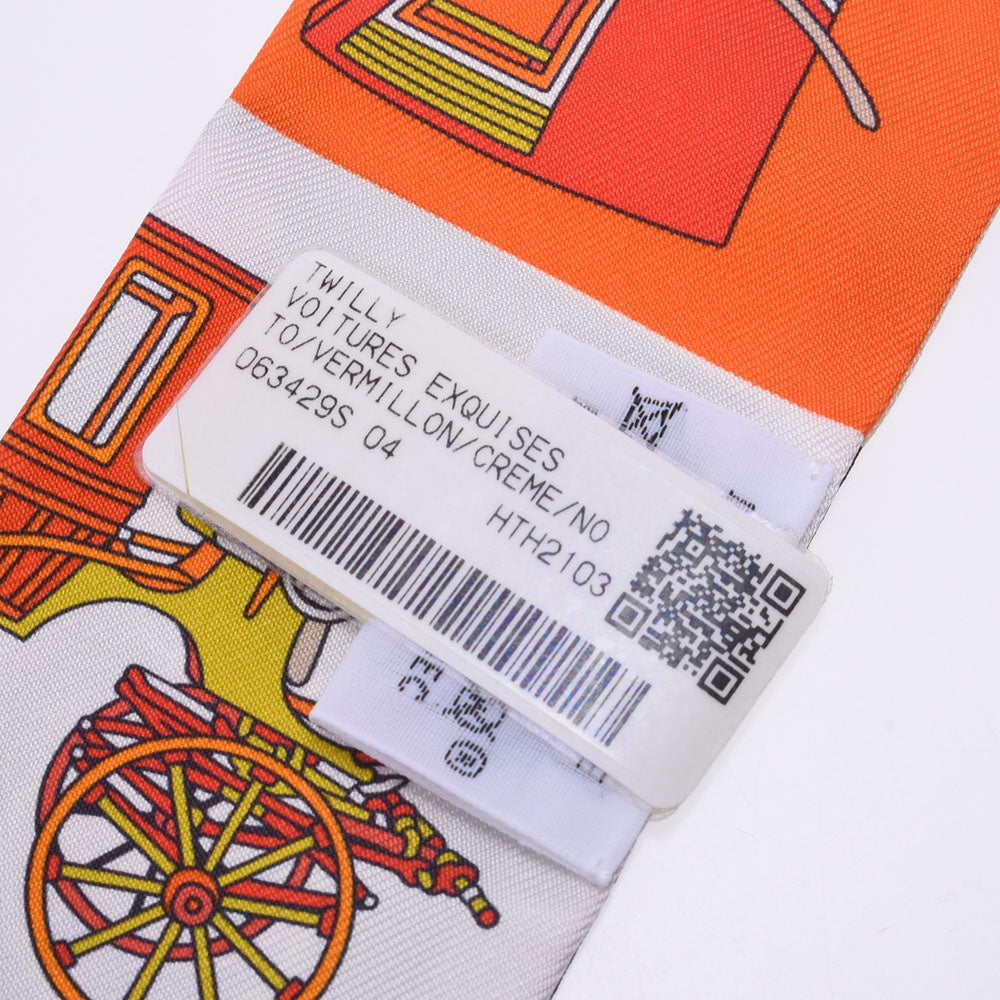 TWILLY
VOITURES EXQUISES
TO/VERMILLON/CREME/NO
063429S 04
HTH2103